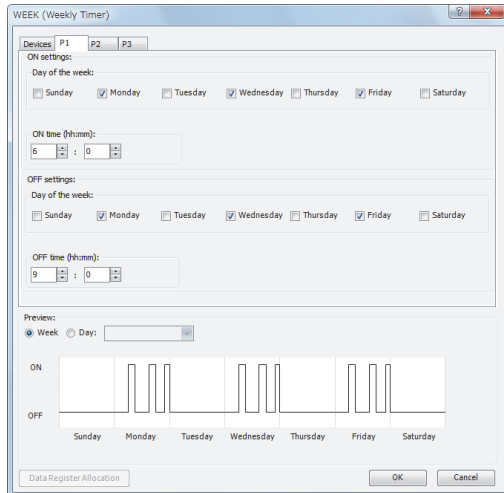 WEEK (Weekly Timer)
Devices P1 P2 P3
ON settings:
Day of the week:
Sunday Monday Tuesday Wednesday Thursday Friday Saturday
ON time (hh:mm):
6 : 0
OFF settings:
Day of the week:
Sunday Monday Tuesday Wednesday Thursday Friday Saturday
OFF time (hh:mm):
9 : 0
Preview:
Week Day:
ON
OFF
Sunday Monday Tuesday Wednesday Thursday Friday Saturday
Data Register Allocation OK Cancel